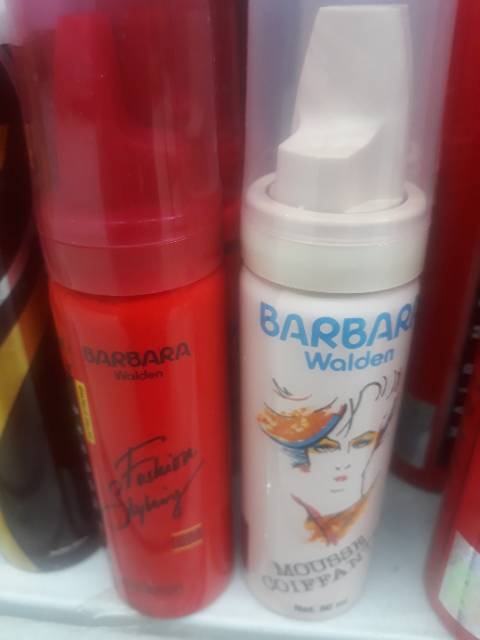 BARBARA
Walden
Fashion
Styling
BARBARA
Walden
MOUSSE
COIFFANT